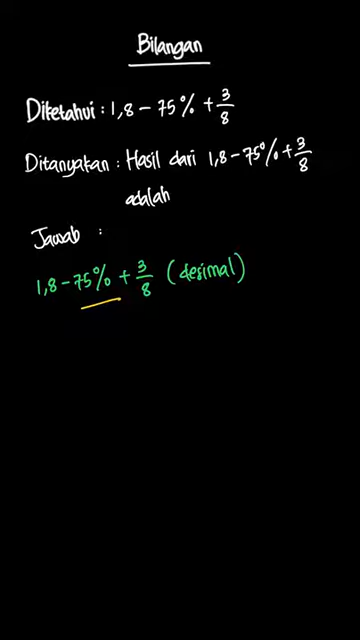 Bilangan
Diketahui : 1,8 - 75% + 3/8
Ditanyakan : Hasil dari 1,8 - 75% + 3/8
adalah
Jawab :
1,8 - 75% + 3/8 (desimal)